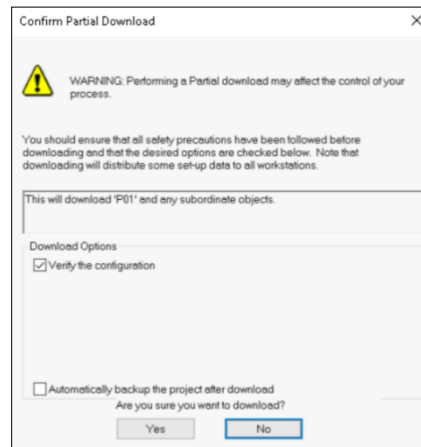 Confirm Partial Download
WARNING: Performing a Partial download may affect the control of your
process.
You should ensure that all safety precautions have been followed before
downloading and that the desired options are checked below. Note that
downloading will distribute some set-up data to all workstations.
This will download 'P01' and any subordinate objects.
Download Options
Verify the configuration
Automatically backup the project after download
Are you sure you want to download?
Yes
No